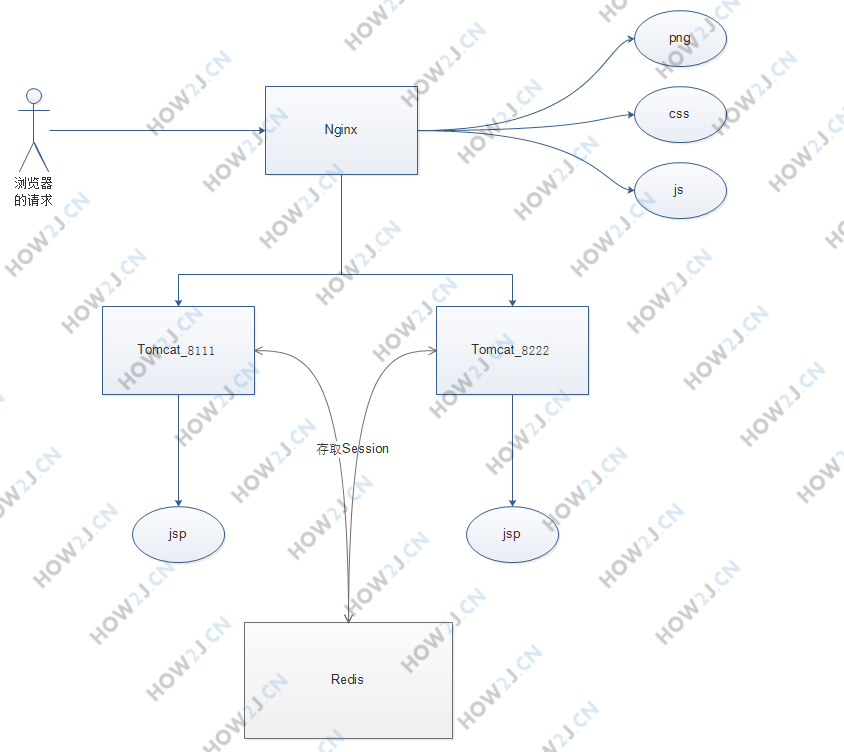 png
css
js
Nginx
浏览器
的请求
Tomcat_8111
Tomcat_8222
存取Session
jsp
jsp
Redis
HOW2J.CN